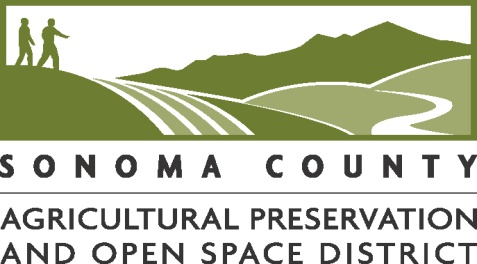 SONOMA COUNTY
AGRICULTURAL PRESERVATION
AND OPEN SPACE DISTRICT